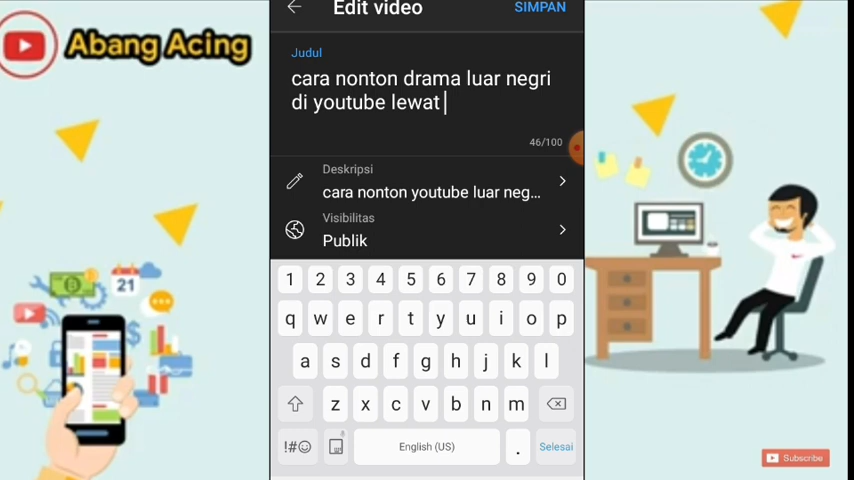 Abang Acing
Edit video
SIMPAN
Judul
cara nonton drama luar negri
di youtube lewat
46/100
Deskripsi
cara nonton youtube luar neg...
Visibilitas
Publik
1 2 3 4 5 6 7 8 9 0
q w e r t y u i o p
a s d f g h j k l
z x c v b n m
!#☺ English (US) . Selesai
21
Subscribe